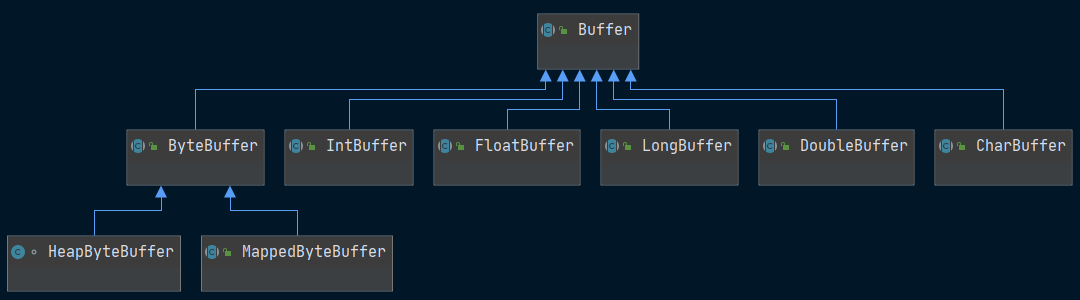 Buffer
ByteBuffer
IntBuffer
FloatBuffer
LongBuffer
DoubleBuffer
CharBuffer
HeapByteBuffer
MappedByteBuffer